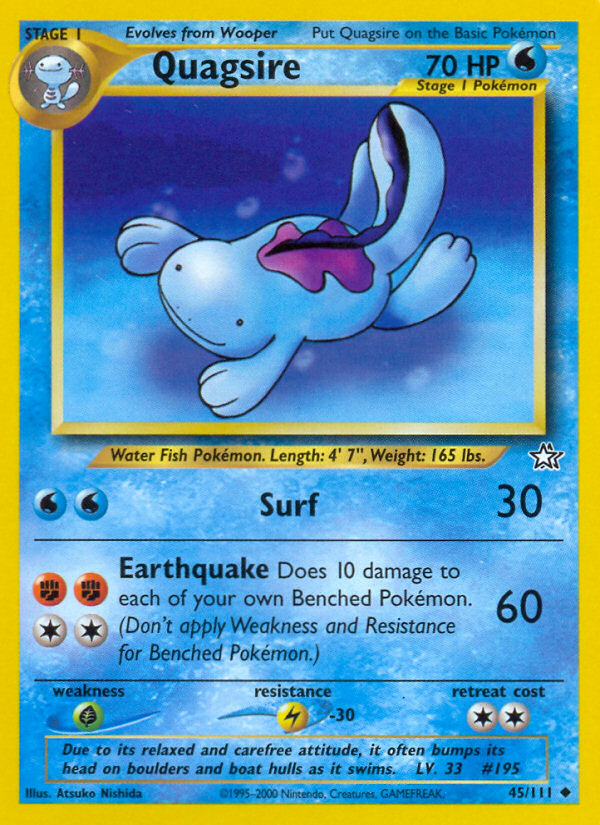 STAGE 1 Evolves from Wooper Put Quagsire on the Basic Pokémon
Quagsire 70 HP
Stage 1 Pokémon
Water Fish Pokémon. Length: 4' 7", Weight: 165 lbs.
Surf 30
Earthquake Does 10 damage to
each of your own Benched Pokémon.
(Don't apply Weakness and Resistance
for Benched Pokémon.)
60
weakness resistance retreat cost
-30
Due to its relaxed and carefree attitude, it often bumps its
head on boulders and boat hulls as it swims. LV. 33 #195
Illus. Atsuko Nishida ©1995-2000 Nintendo, Creatures, GAMEFREAK. 45/111